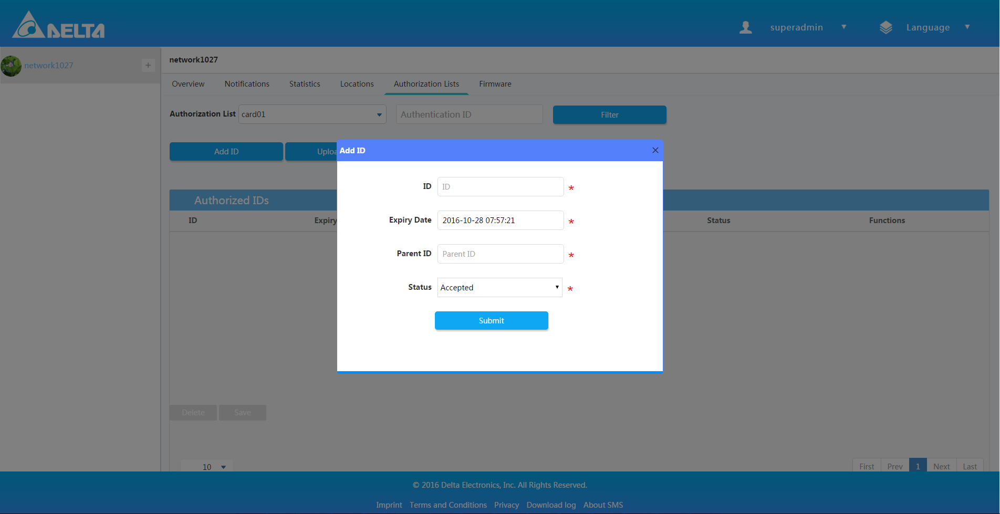 DELTA
superadmin
Language
network1027
+
network1027
Overview Notifications Statistics Locations Authorization Lists Firmware
Authorization List card01 Authentication ID Filter
Add ID
Add ID
ID ID *
Expiry Date 2016-10-28 07:57:21 *
Parent ID Parent ID *
Status Accepted *
Submit
Authorized IDs
ID Expiry Status Functions
Delete Save
10
First Prev 1 Next Last
© 2016 Delta Electronics, Inc. All Rights Reserved.
Imprint Terms and Conditions Privacy Download log About SMS